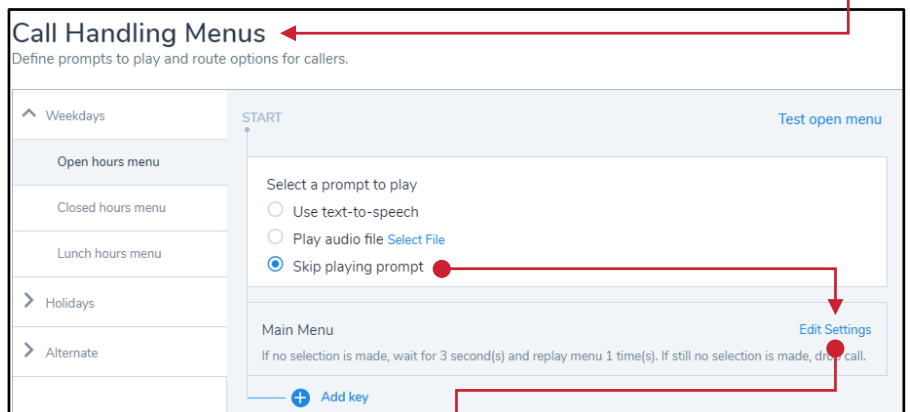 Call Handling Menus
Define prompts to play and route options for callers.
Weekdays
START
Test open menu
Open hours menu
Select a prompt to play
Use text-to-speech
Closed hours menu
Play audio file Select File
Lunch hours menu
Skip playing prompt
Holidays
Main Menu
Edit Settings
Alternate
If no selection is made, wait for 3 second(s) and replay menu 1 time(s). If still no selection is made, drop call.
Add key